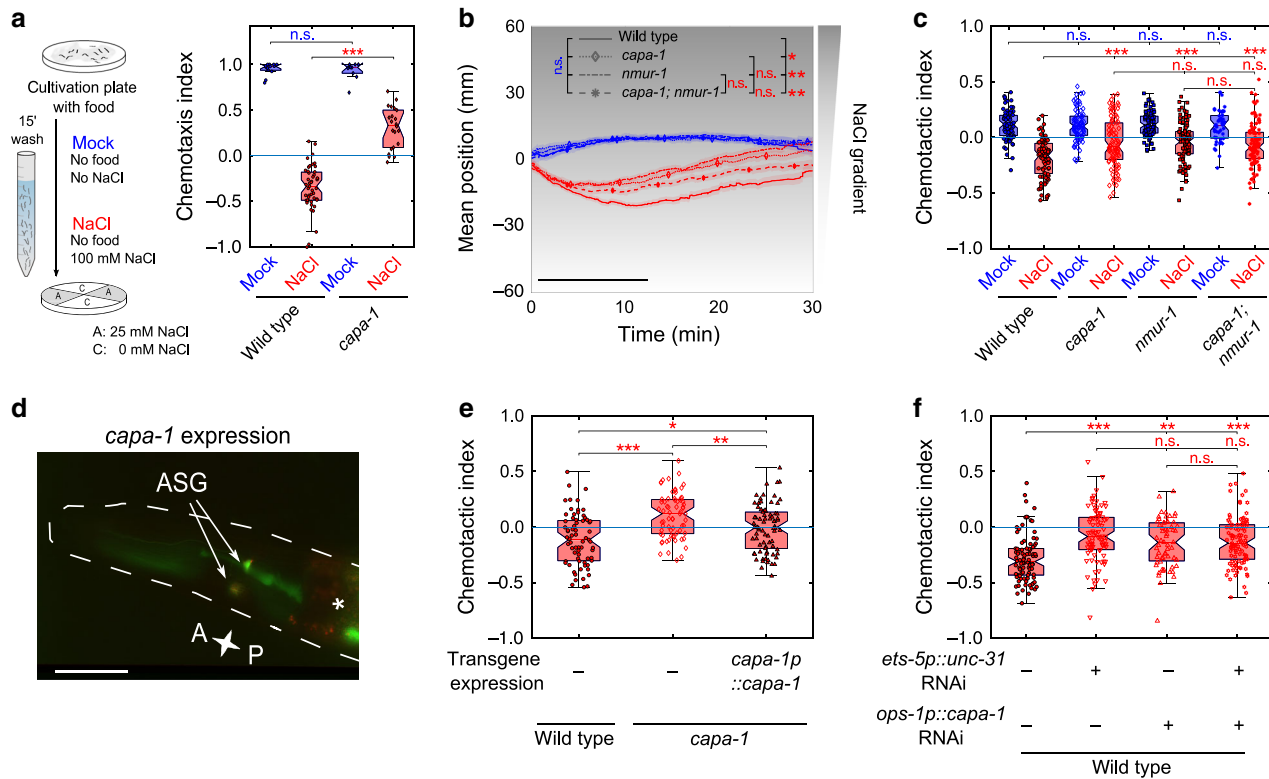 a
Cultivation plate
with food
15'
wash
Mock
No food
No NaCl
NaCl
No food
100 mM NaCl
C
A
A
C
A: 25 mM NaCl
C: 0 mM NaCl
Chemotaxis index
1.0
0.5
0.0
–0.5
–1.0
n.s.
***
Mock
NaCl
Mock
NaCl
Wild type
capa-1
b
Mean position (mm)
60
30
0
–30
–60
n.s.
Wild type
capa-1
nmur-1
capa-1; nmur-1
n.s.
n.s.
n.s.
*
**
**
0
10
20
30
Time (min)
NaCl gradient
c
Chemotactic index
1.0
0.5
0.0
–0.5
–1.0
n.s.
n.s.
n.s.
***
***
***
n.s.
n.s.
n.s.
Mock
NaCl
Mock
NaCl
Mock
NaCl
Mock
NaCl
Wild type
capa-1
nmur-1
capa-1;
nmur-1
d
capa-1 expression
ASG
*
A
P
e
Chemotactic index
1.0
0.5
0.0
–0.5
–1.0
*
***
**
Transgene
expression
–
–
capa-1p
::capa-1
Wild type
capa-1
f
Chemotactic index
1.0
0.5
0.0
–0.5
–1.0
***
**
***
n.s.
n.s.
n.s.
ets-5p::unc-31
RNAi
– + – +
ops-1p::capa-1
RNAi
– – + +
Wild type